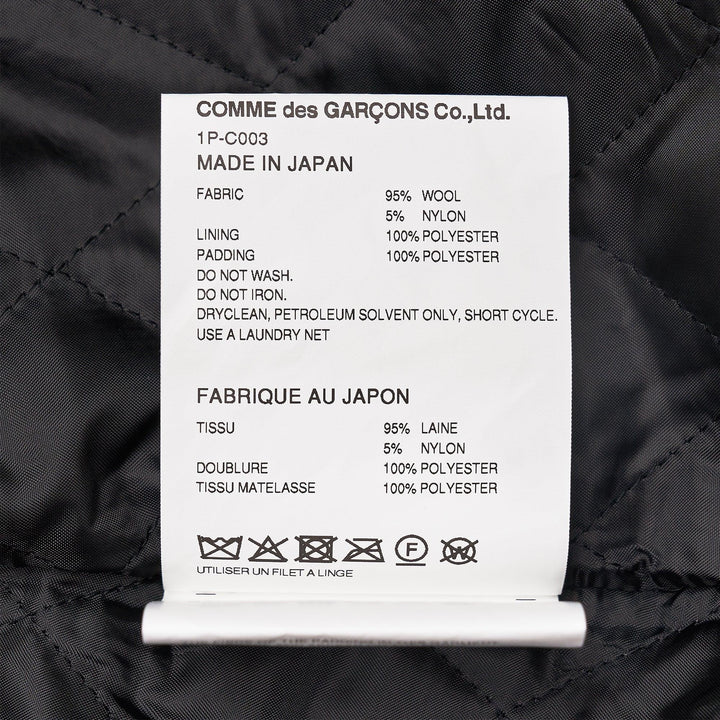 COMME des GARÇONS Co.,Ltd.
1P-C003
MADE IN JAPAN
FABRIC 95% WOOL
5% NYLON
LINING 100% POLYESTER
PADDING 100% POLYESTER
DO NOT WASH.
DO NOT IRON.
DRYCLEAN, PETROLEUM SOLVENT ONLY, SHORT CYCLE.
USE A LAUNDRY NET
FABRIQUE AU JAPON
TISSU 95% LAINE
5% NYLON
DOUBLURE 100% POLYESTER
TISSU MATELASSE 100% POLYESTER
F W
UTILISER UN FILET A LINGE